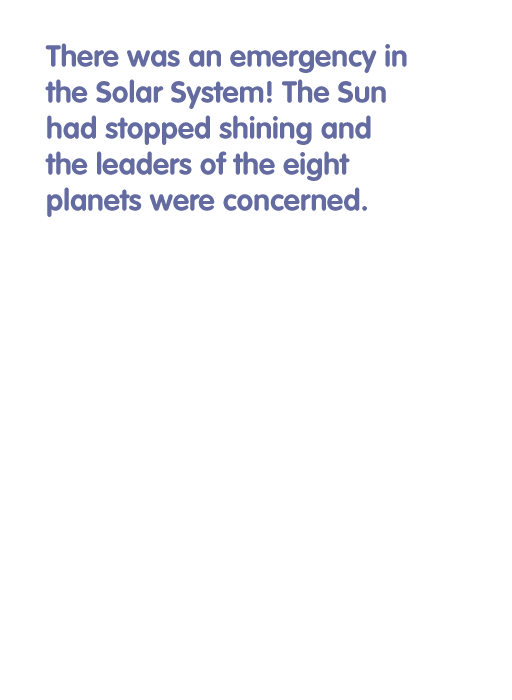 There was an emergency in
the Solar System! The Sun
had stopped shining and
the leaders of the eight
planets were concerned.